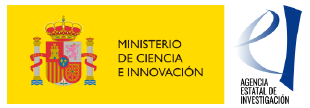 MINISTERIO
DE CIENCIA
E INNOVACIÓN
AGENCIA
ESTATAL DE
INVESTIGACIÓN